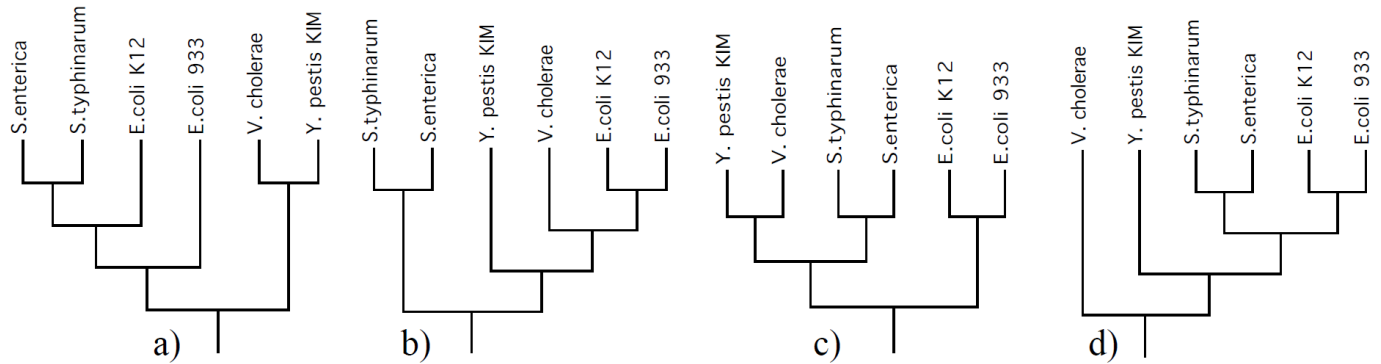 S.enterica
S.typhinarum
E.coli K12
E.coli 933
V. cholerae
Y. pestis KIM
a)
S.typhinarum
S.enterica
Y. pestis KIM
V. cholerae
E.coli K12
E.coli 933
b)
Y. pestis KIM
V. cholerae
S.typhinarum
S.enterica
E.coli K12
E.coli 933
c)
V. cholerae
Y. pestis KIM
S.typhinarum
S.enterica
E.coli K12
E.coli 933
d)